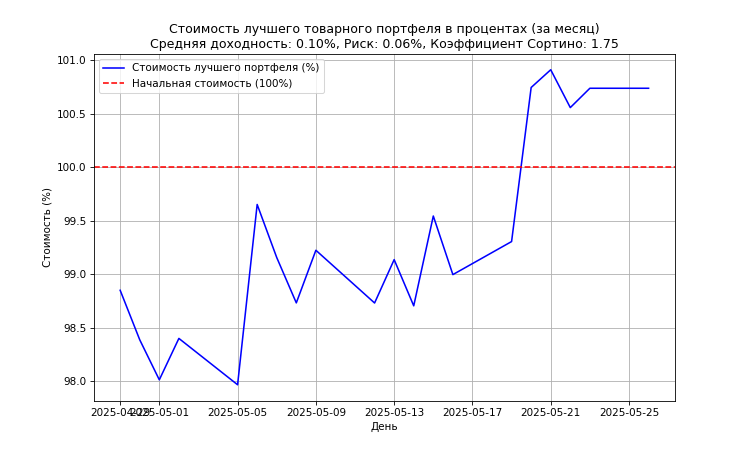 Стоимость лучшего товарного портфеля в процентах (за месяц)
Средняя доходность: 0.10%, Риск: 0.06%, Коэффициент Сортино: 1.75
Стоимость лучшего портфеля (%)
Начальная стоимость (100%)
Стоимость (%)
101.0
100.5
100.0
99.5
99.0
98.5
98.0
2025-04-29
2025-05-01
2025-05-05
2025-05-09
2025-05-13
2025-05-17
2025-05-21
2025-05-25
День